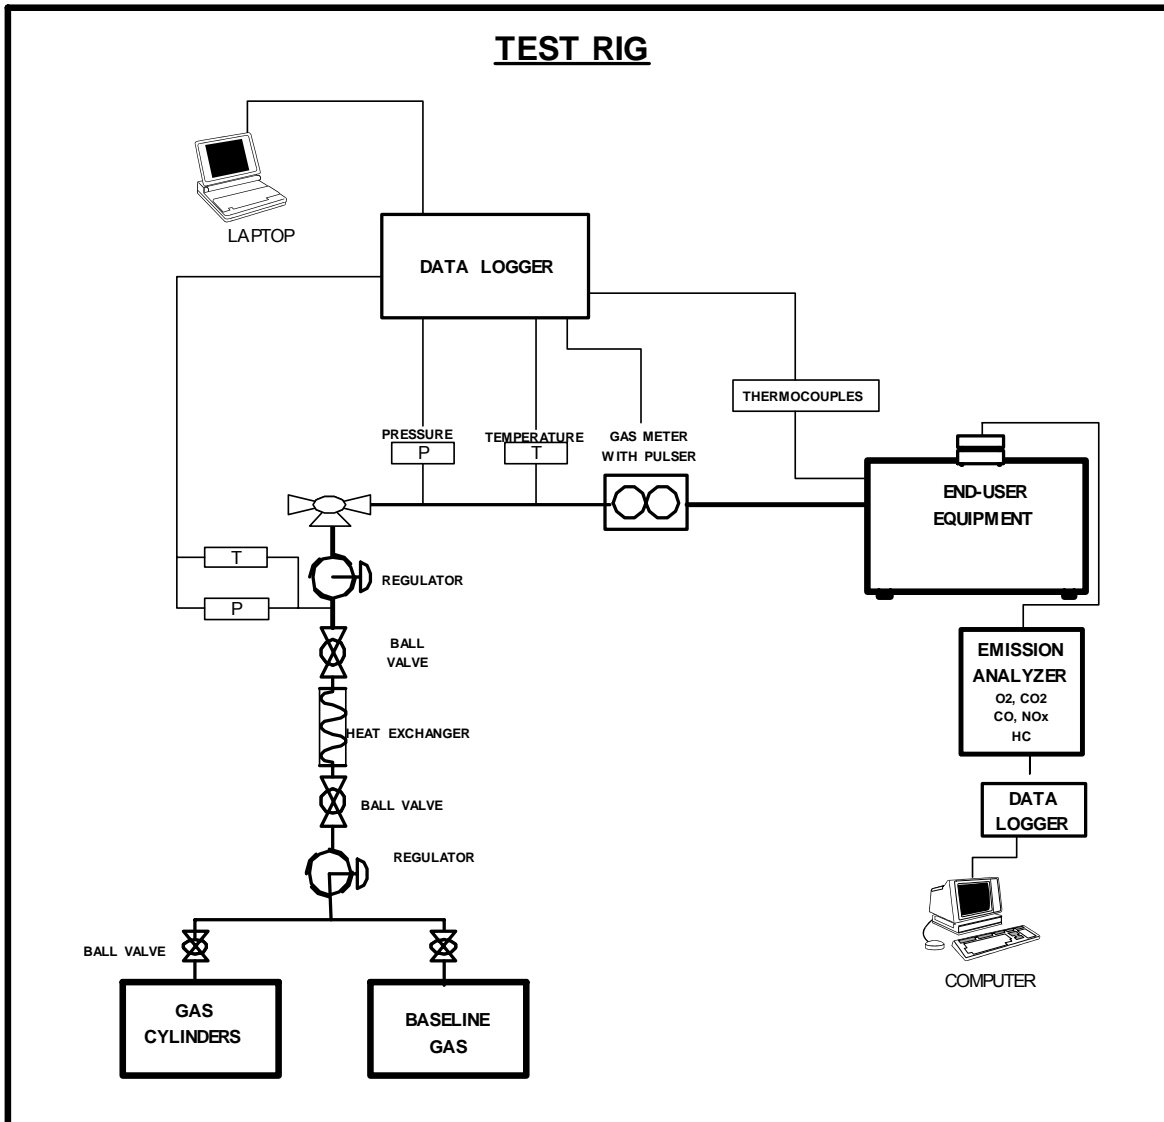 TEST RIG
LAPTOP
DATA LOGGER
THERMOCOUPLES
PRESSURE
P
TEMPERATURE
T
GAS METER
WITH PULSER
END-USER
EQUIPMENT
T
P
REGULATOR
BALL
VALVE
HEAT EXCHANGER
BALL VALVE
REGULATOR
EMISSION
ANALYZER
O2, CO2
CO, NOx
HC
DATA
LOGGER
COMPUTER
BALL VALVE
GAS
CYLINDERS
BASELINE
GAS